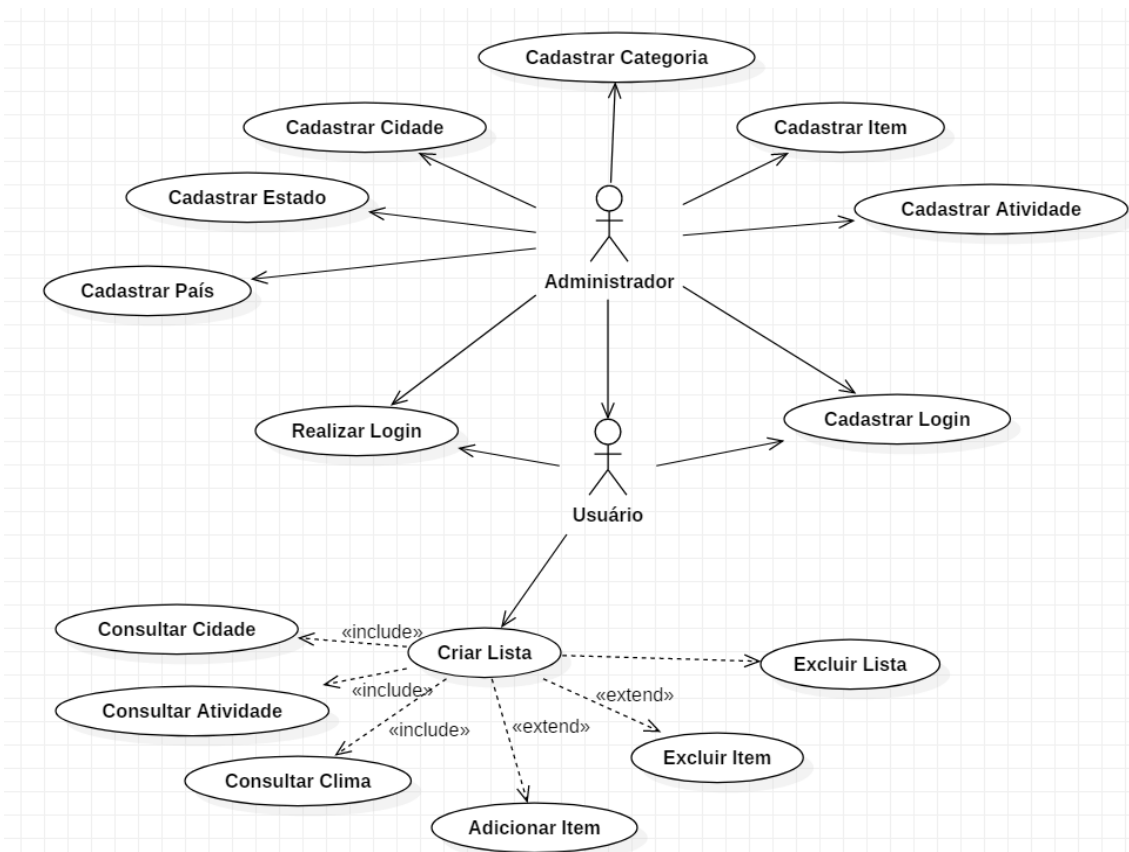 Cadastrar Categoria
Cadastrar Cidade
Cadastrar Item
Cadastrar Estado
Cadastrar Atividade
Administrador
Cadastrar País
Realizar Login
Cadastrar Login
Usuário
Consultar Cidade
«include»
Criar Lista
Excluir Lista
Consultar Atividade
«include»
«extend»
«include»
«extend»
Excluir Item
Consultar Clima
Adicionar Item